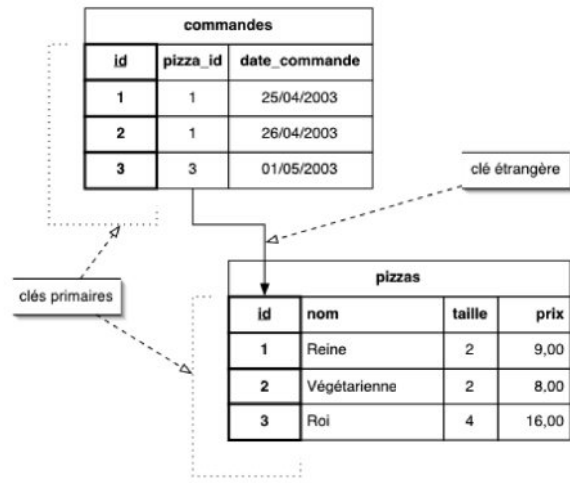 commandes
id pizza_id date_commande
1 1 25/04/2003
2 1 26/04/2003
3 3 01/05/2003
clé étrangère
clés primaires
pizzas
id nom taille prix
1 Reine 2 9,00
2 Végétarienne 2 8,00
3 Roi 4 16,00